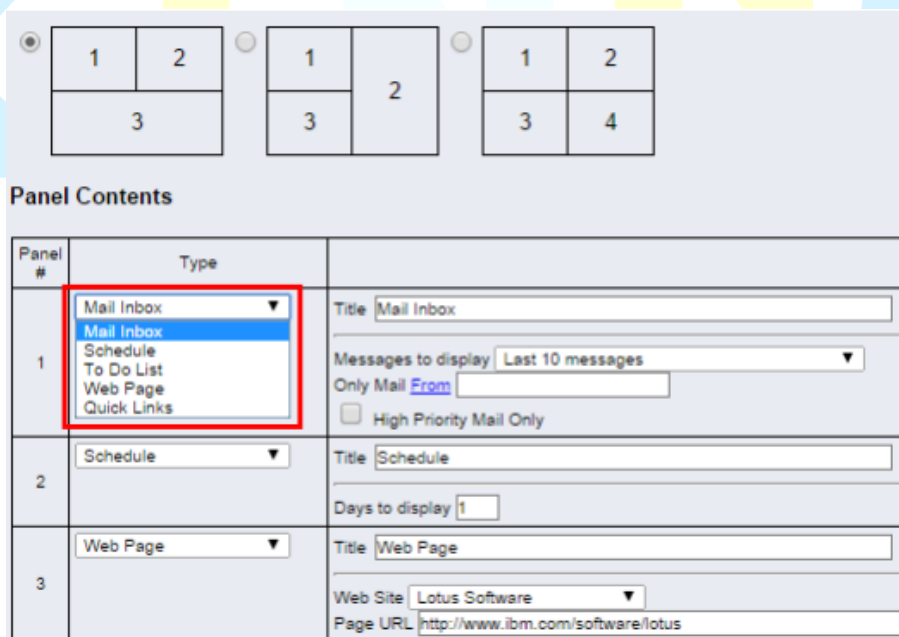 1 2 1 2 1 2
3 3 3 4
Panel Contents
Panel # Type
1 Mail Inbox
Mail Inbox
Schedule
To Do List
Web Page
Quick Links
Title Mail Inbox
Messages to display Last 10 messages
Only Mail From
High Priority Mail Only
2 Schedule
Title Schedule
Days to display 1
3 Web Page
Title Web Page
Web Site Lotus Software
Page URL http://www.ibm.com/software/lotus